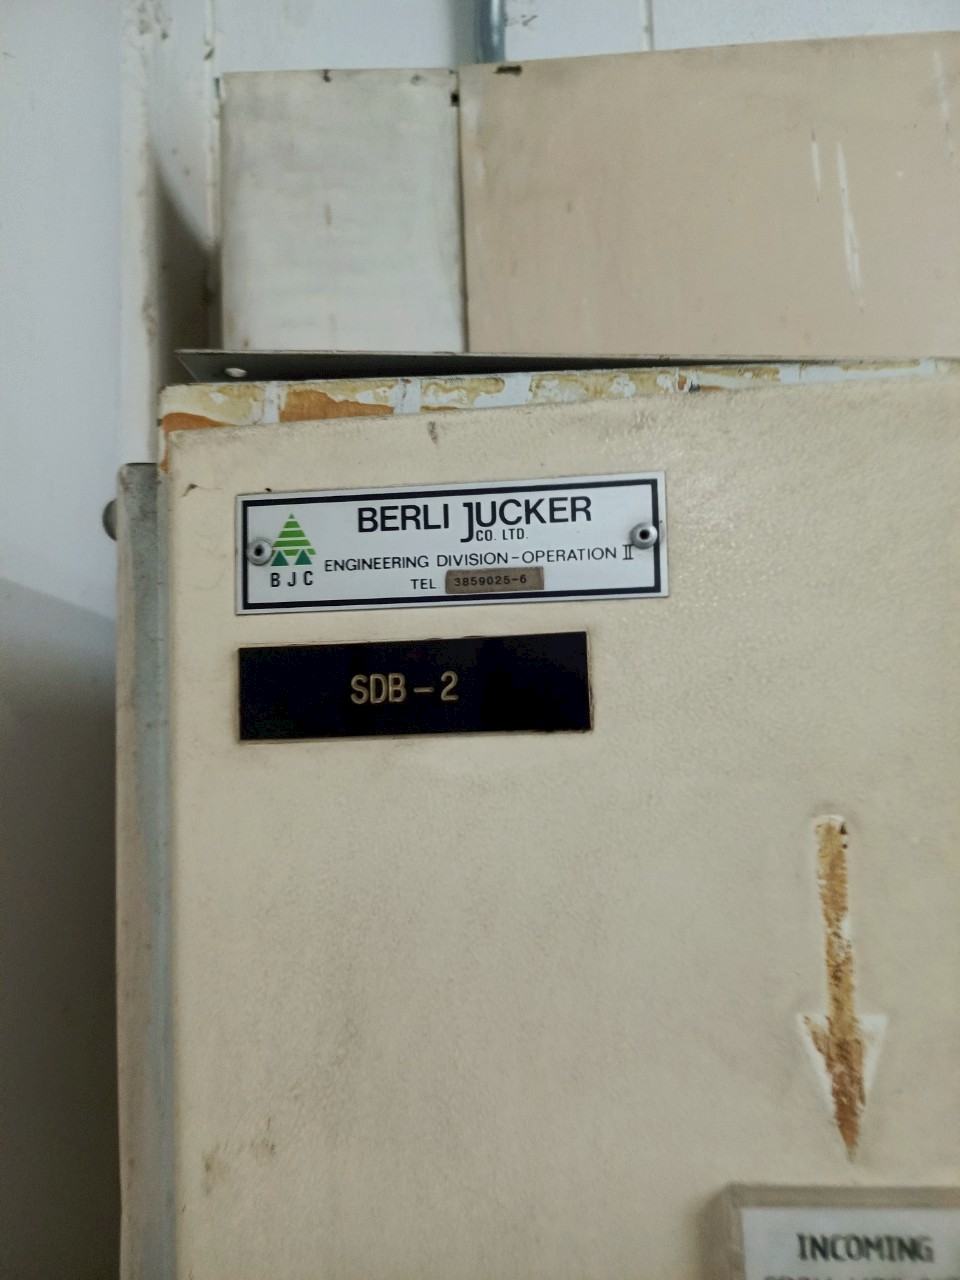 BERLI JUCKER
CO. LTD.
ENGINEERING DIVISION-OPERATION II
BJC
TEL 3859025-6
SDB-2
INCOMING